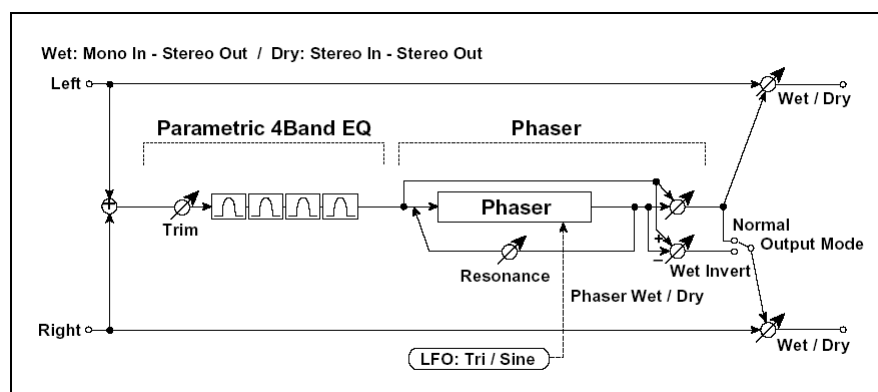 Wet: Mono In - Stereo Out / Dry: Stereo In - Stereo Out
Left
Wet / Dry
Parametric 4Band EQ
Phaser
+
Trim
Phaser
Normal
Output Mode
+
−
Wet Invert
Resonance
Phaser Wet / Dry
Right
Wet / Dry
LFO: Tri / Sine